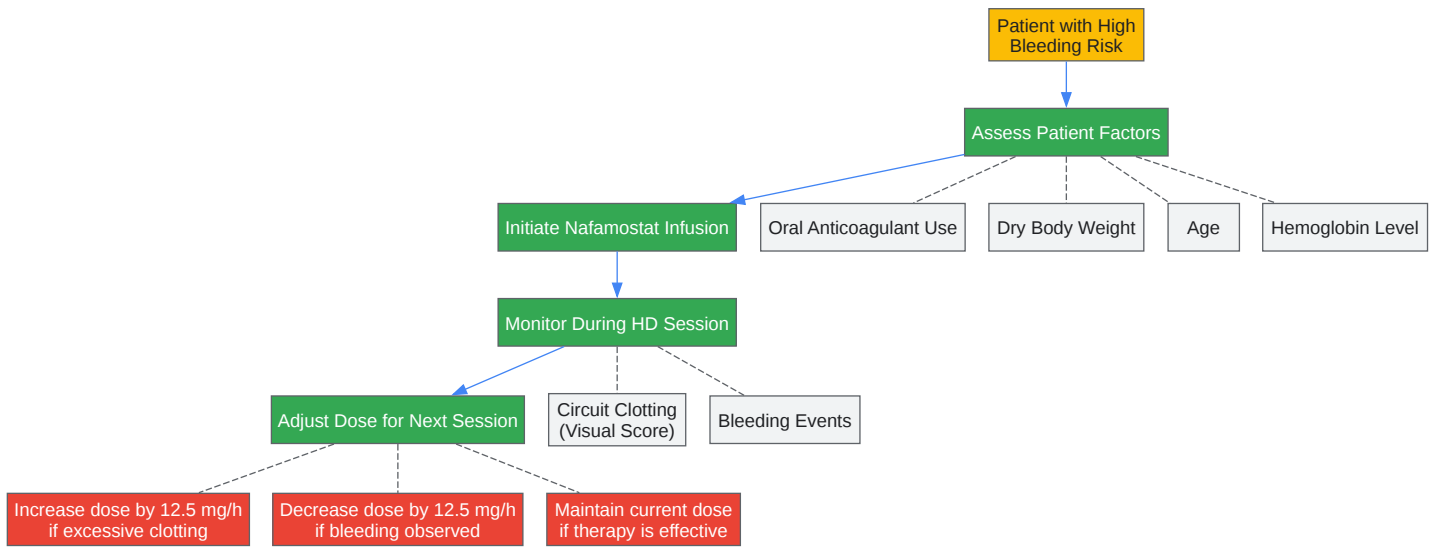 Patient with High
Bleeding Risk
Assess Patient Factors
Initiate Nafamostat Infusion
Oral Anticoagulant Use
Dry Body Weight
Age
Hemoglobin Level
Monitor During HD Session
Adjust Dose for Next Session
Circuit Clotting
(Visual Score)
Bleeding Events
Increase dose by 12.5 mg/h
if excessive clotting
Decrease dose by 12.5 mg/h
if bleeding observed
Maintain current dose
if therapy is effective